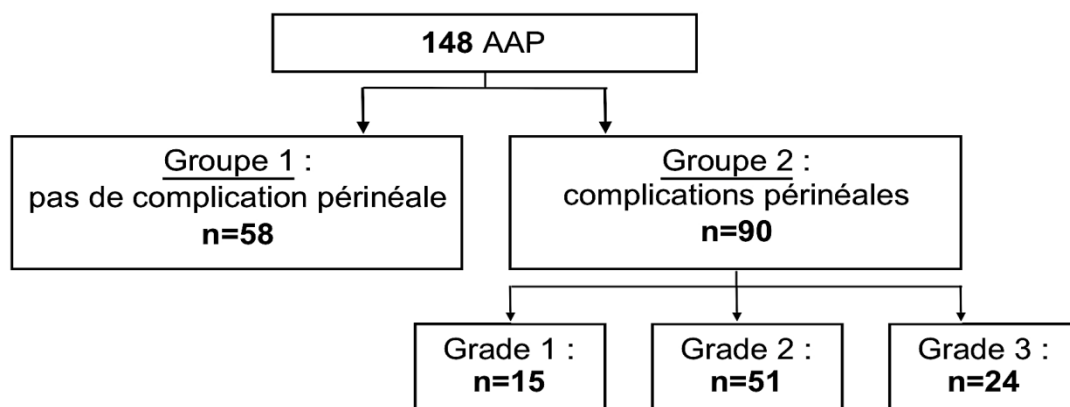 148 AAP
Groupe 1 :
pas de complication périnéale
n=58
Groupe 2 :
complications périnéales
n=90
Grade 1 :
n=15
Grade 2 :
n=51
Grade 3 :
n=24